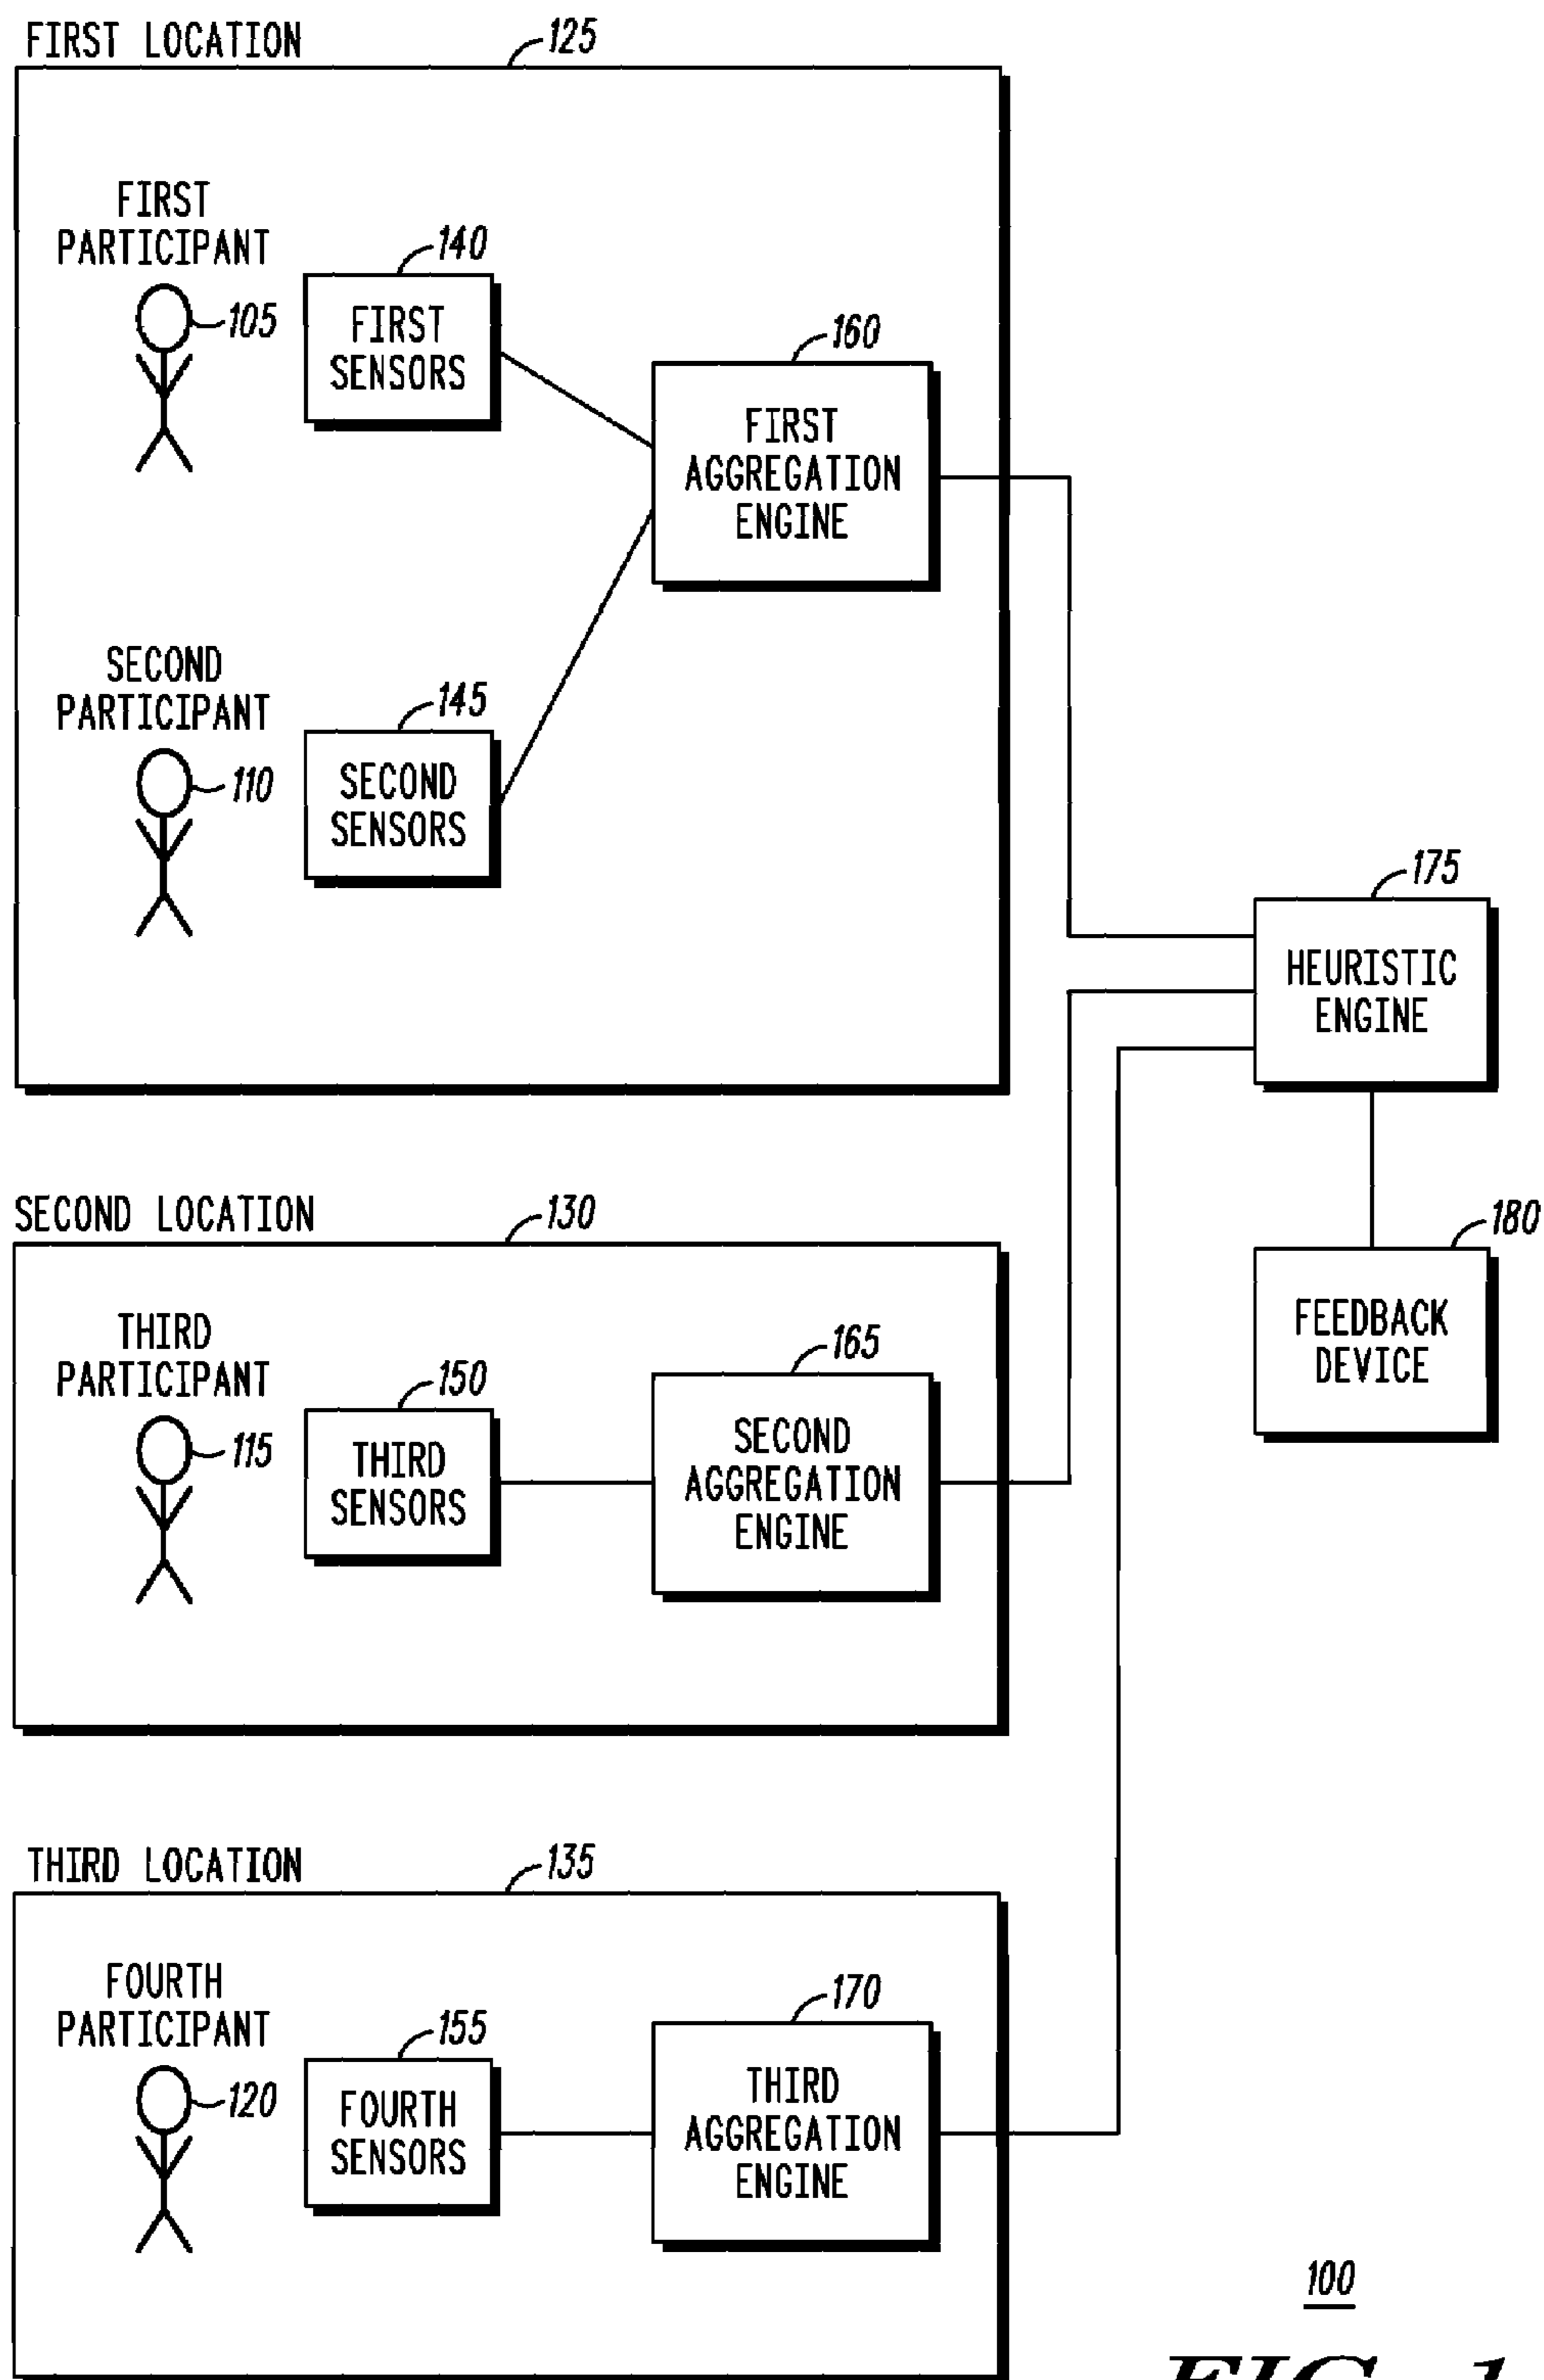 FIRST LOCATION
125
FIRST
PARTICIPANT
105
140
FIRST
SENSORS
160
FIRST
AGGREGATION
ENGINE
SECOND
PARTICIPANT
110
145
SECOND
SENSORS
175
HEURISTIC
ENGINE
180
FEEDBACK
DEVICE
SECOND LOCATION
130
THIRD
PARTICIPANT
115
150
THIRD
SENSORS
165
SECOND
AGGREGATION
ENGINE
THIRD LOCATION
135
FOURTH
PARTICIPANT
120
155
FOURTH
SENSORS
170
THIRD
AGGREGATION
ENGINE
100
FIG. 1